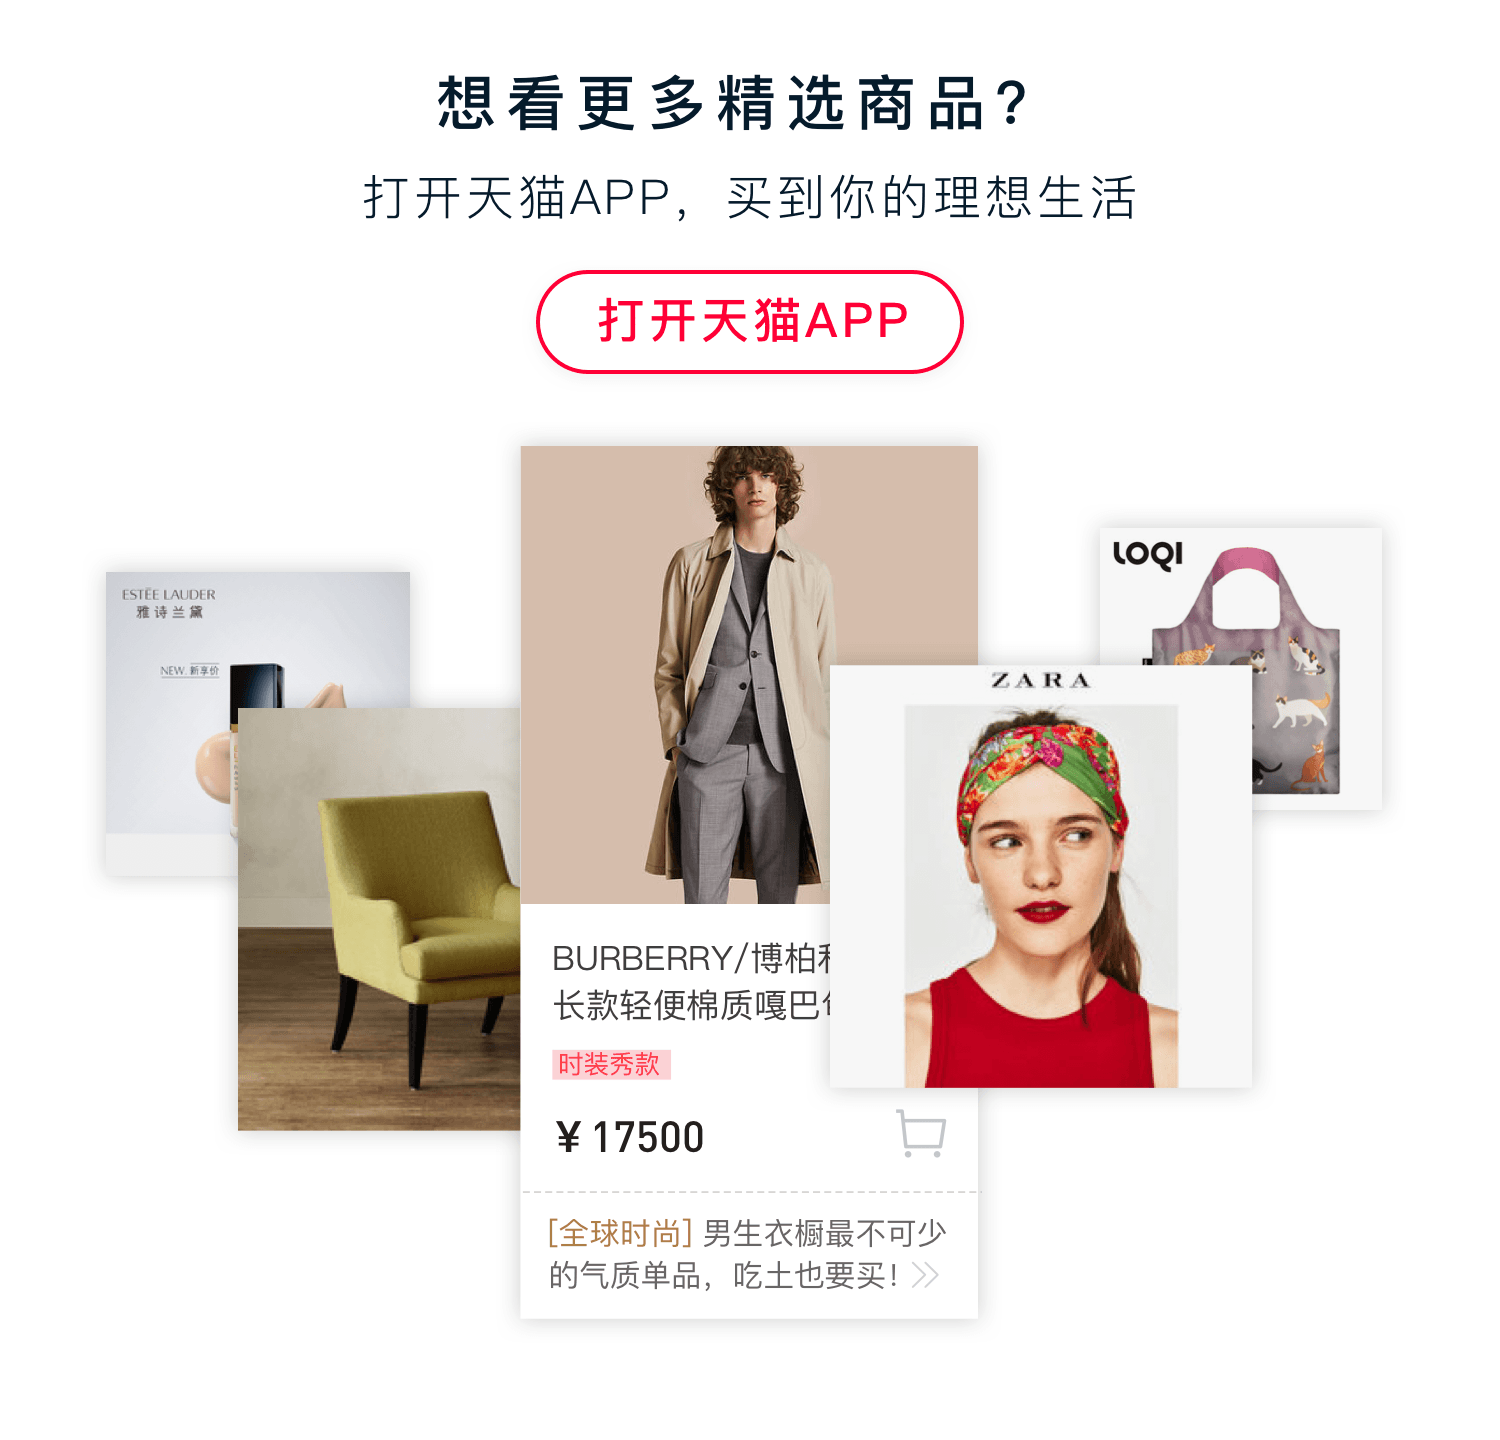 想看更多精选商品?
打开天猫APP，买到你的理想生活
打开天猫APP
ESTĒE LAUDER
雅诗兰黛
NEW. 新享价
LOQI
ZARA
BURBERRY/博柏
长款轻便棉质嘎巴
时装秀款
¥ 17500
[全球时尚] 男生衣橱最不可少
的气质单品，吃土也要买！